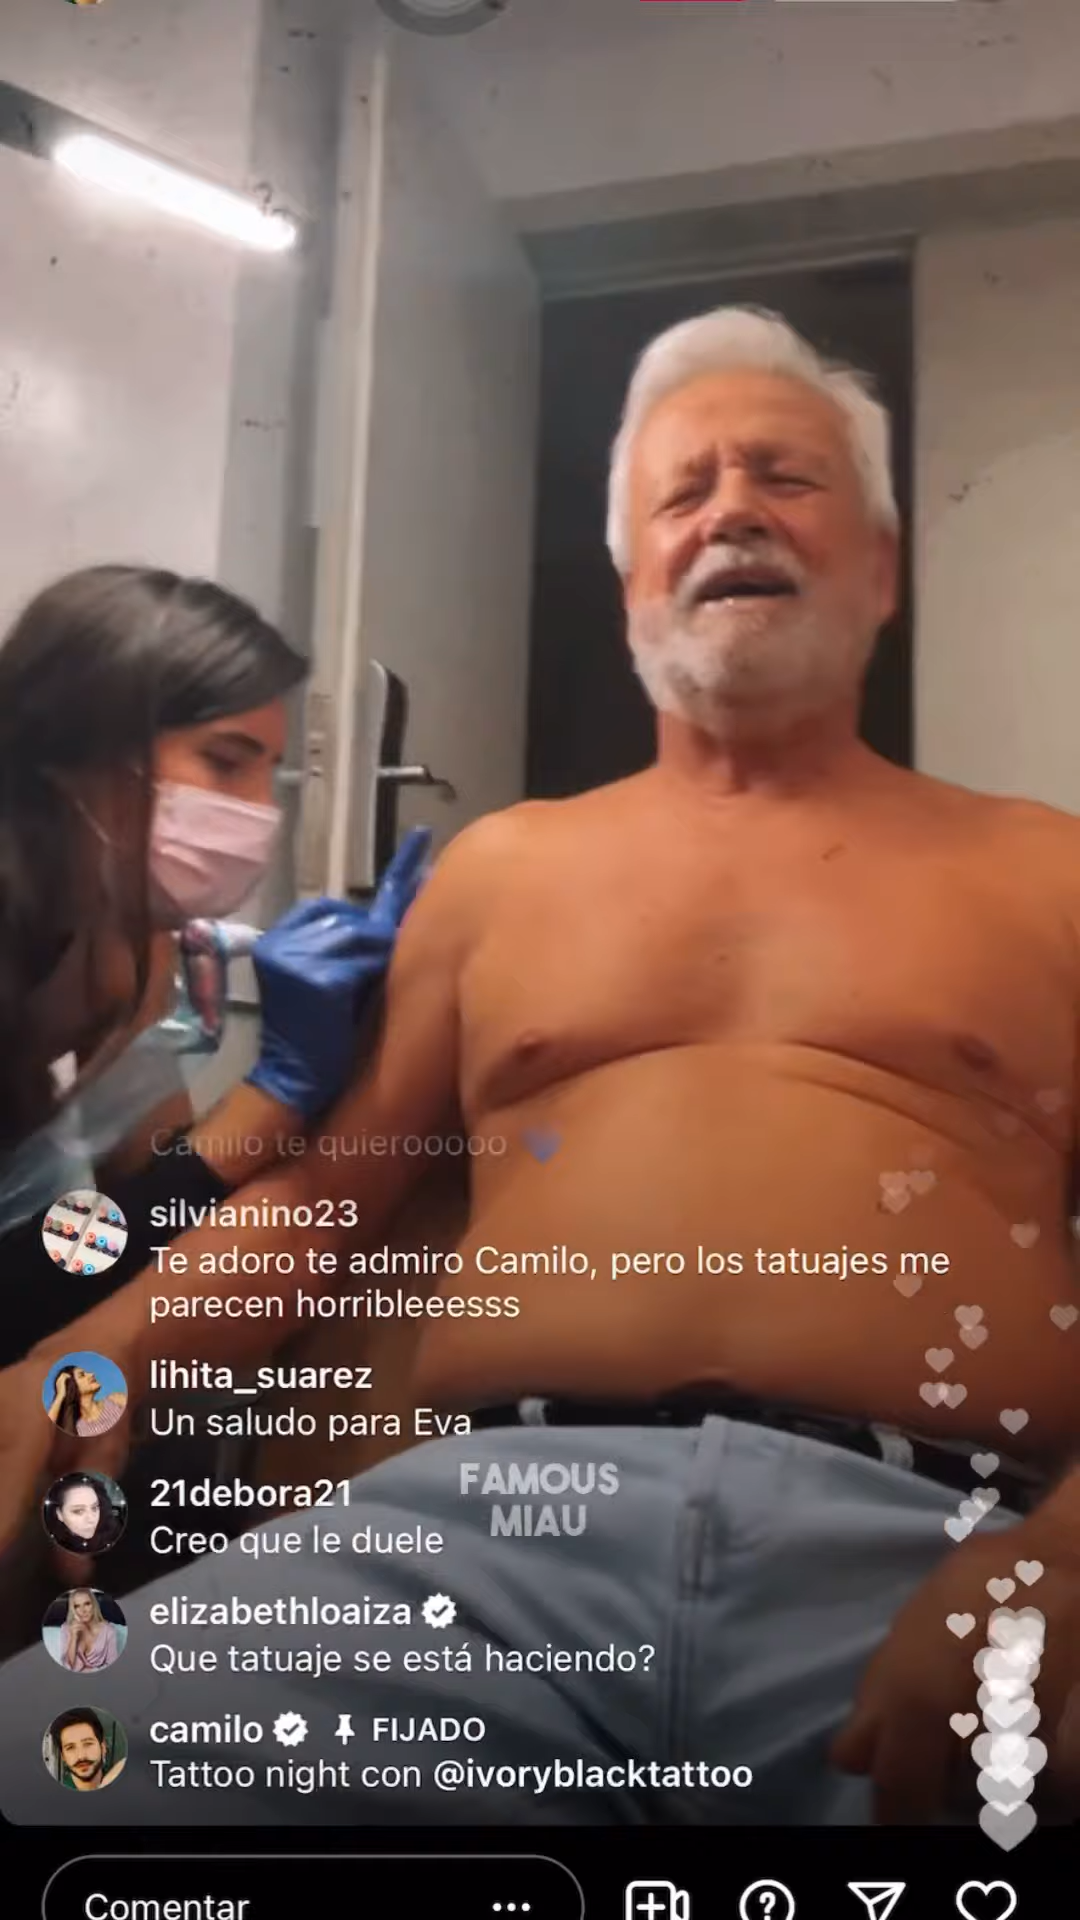 Camilo te quierooooo 💙
silvianino23
Te adoro te admiro Camilo, pero los tatuajes me
parecen horribleeesss
lihita_suarez
Un saludo para Eva
FAMOUS
MIAU
21debora21
Creo que le duele
elizabethloaiza
Que tatuaje se está haciendo?
camilo FIJADO
Tattoo night con @ivoryblacktattoo
Comentar